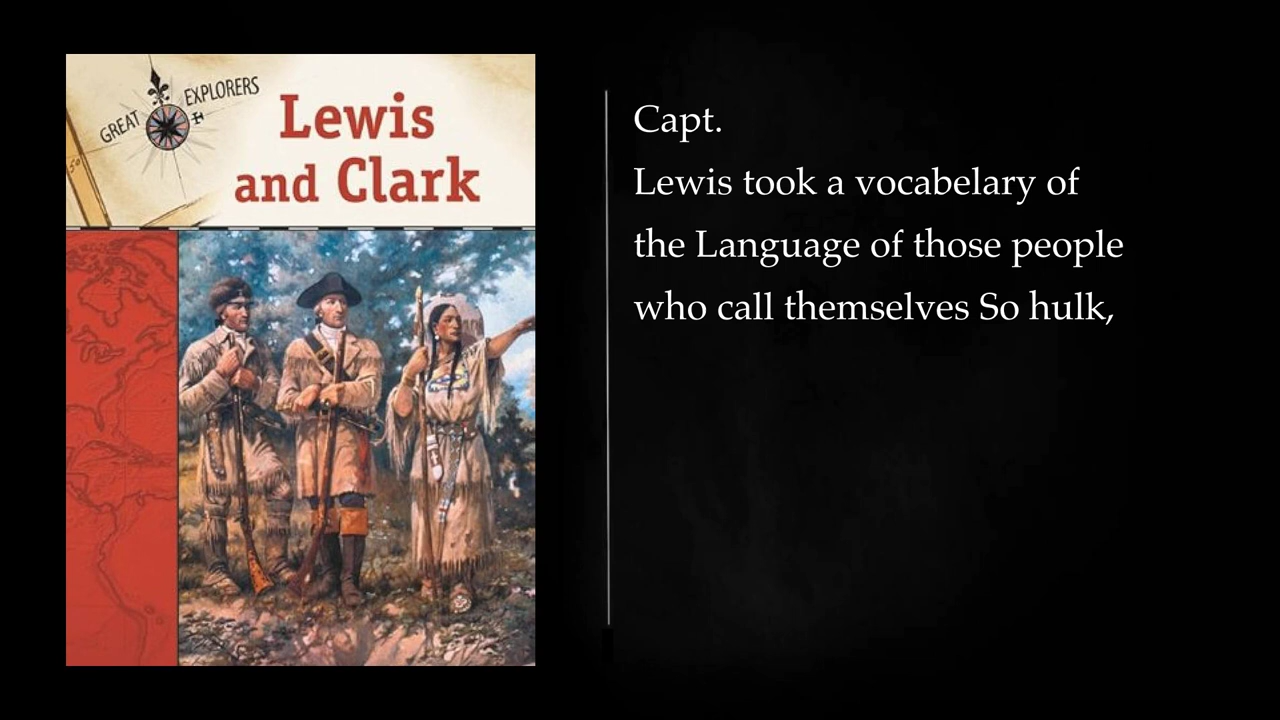 GREAT EXPLORERS
Lewis
and Clark
50
Capt.
Lewis took a vocabelary of
the Language of those people
who call themselves So hulk,